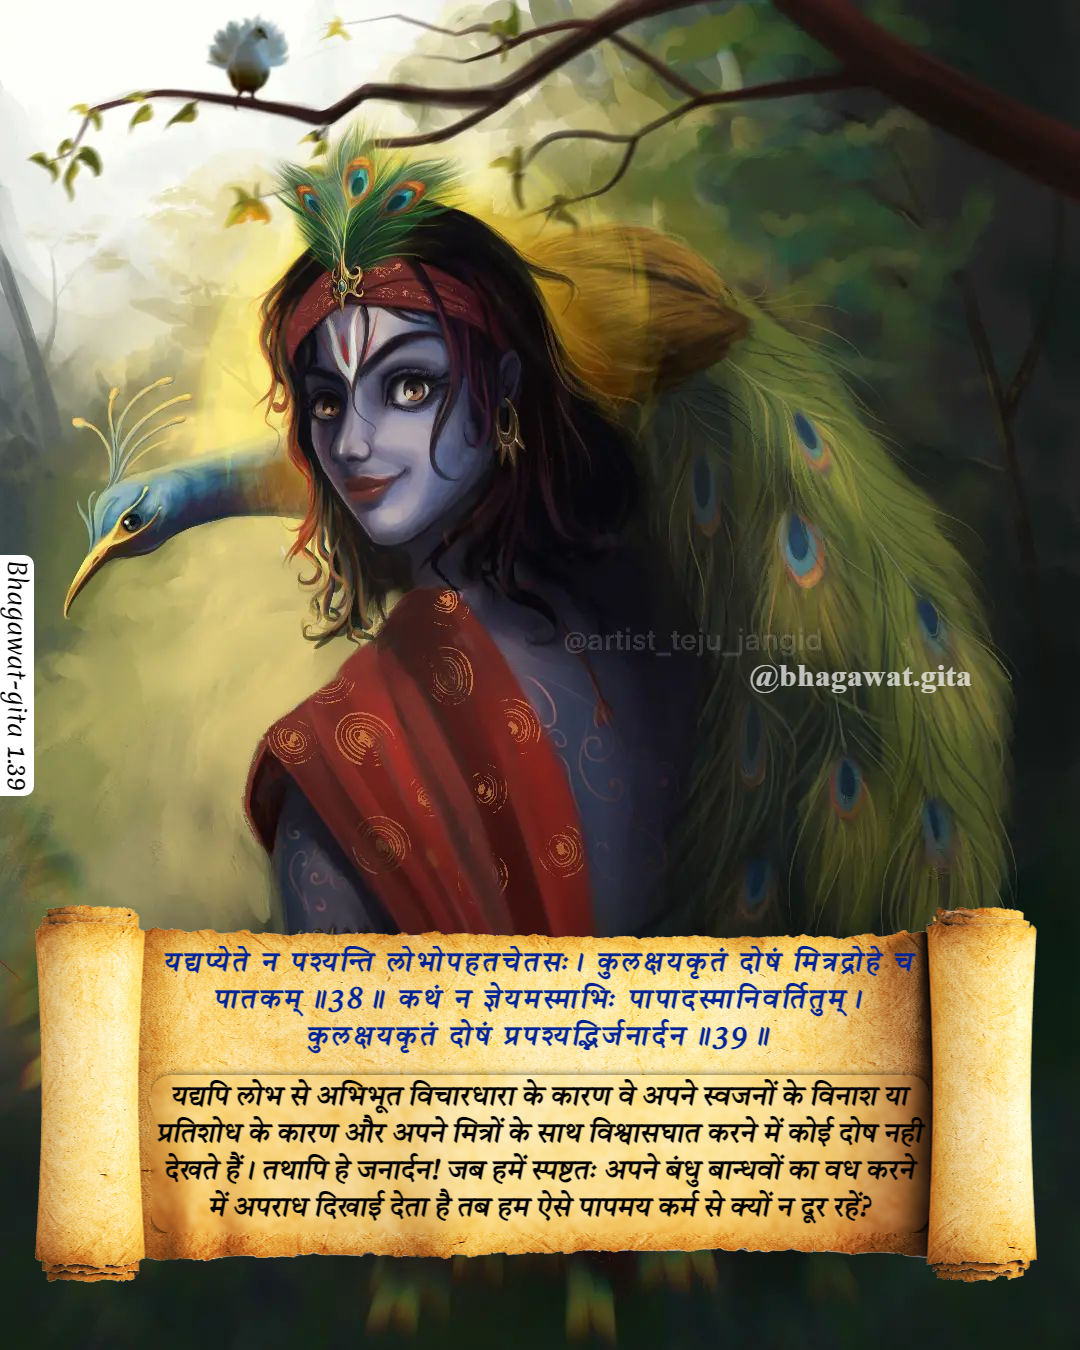 @artist_teju_jangid
@bhagawat.gita
Bhagawat-gita 1.39
यद्यप्येते न पश्यन्ति लोभोपहतचेतसः। कुलक्षयकृतं दोषं मित्रद्रोहे च
पातकम् ॥38॥ कथं न ज्ञेयमस्माभिः पापादस्मानिवर्तितुम्।
कुलक्षयकृतं दोषं प्रपश्यद्भिर्जनार्दन ॥39॥
यद्यपि लोभ से अभिभूत विचारधारा के कारण वे अपने स्वजनों के विनाश या
प्रतिशोध के कारण और अपने मित्रों के साथ विश्वासघात करने में कोई दोष नही
देखते हैं। तथापि हे जनार्दन! जब हमें स्पष्टतः अपने बंधु बान्धवों का वध करने
में अपराध दिखाई देता है तब हम ऐसे पापमय कर्म से क्यों न दूर रहें?